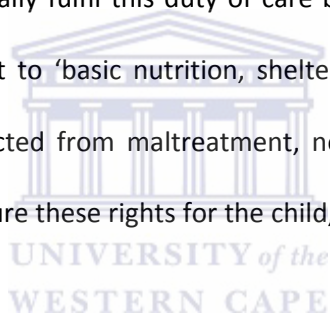 ally fulfil this duty of care b
t to ‘basic nutrition, shelte
cted from maltreatment, n
ure these rights for the child,
UNIVERSITY of the
WESTERN CAPE